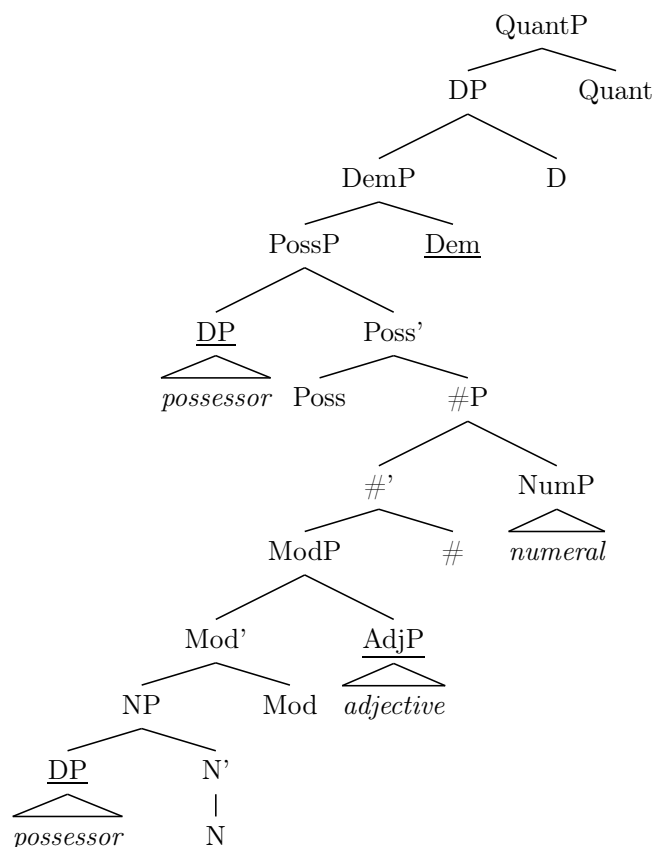 QuantP
DP Quant
DemP D
PossP Dem
DP Poss'
possessor Poss #P
#' NumP
ModP # numeral
Mod' AdjP
NP Mod adjective
DP N'
possessor N